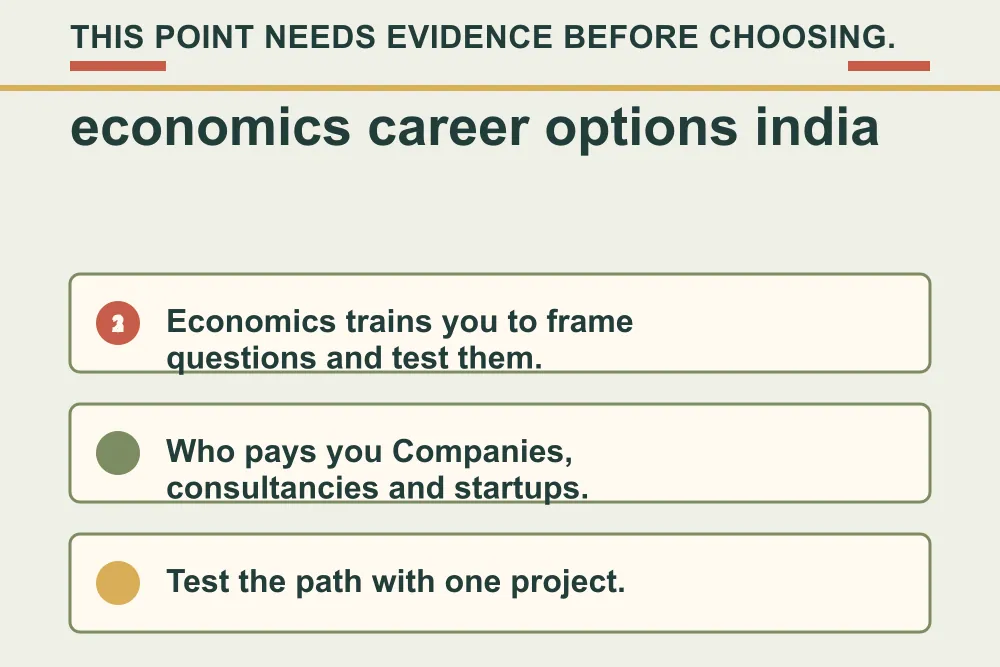 THIS POINT NEEDS EVIDENCE BEFORE CHOOSING.
economics career options india
Economics trains you to frame
questions and test them.
Who pays you Companies,
consultancies and startups.
Test the path with one project.